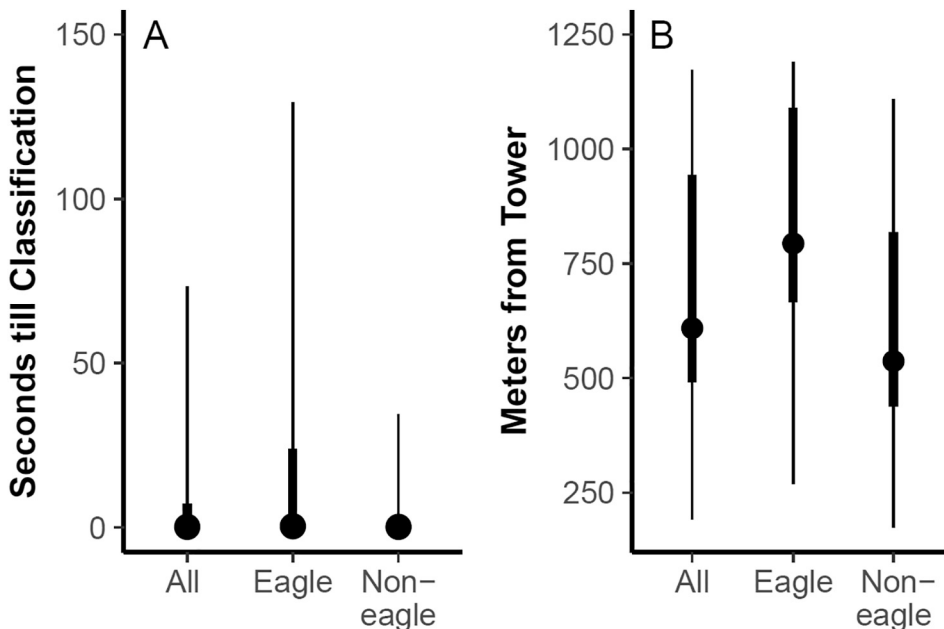 A
Seconds till Classification
150
100
50
0
All
Eagle
Non-
eagle
B
Meters from Tower
1250
1000
750
500
250
All
Eagle
Non-
eagle